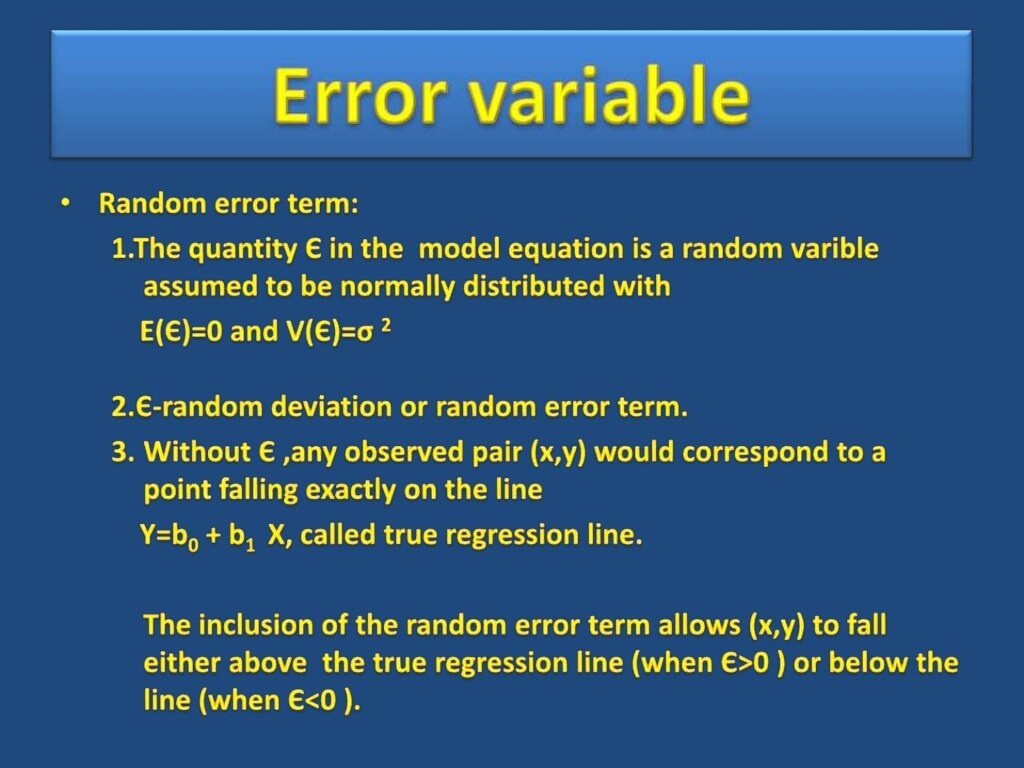 Error variable
• Random error term:
1.The quantity Є in the model equation is a random varible
assumed to be normally distributed with
E(Є)=0 and V(Є)=σ ²
2.Є-random deviation or random error term.
3. Without Є ,any observed pair (x,y) would correspond to a
point falling exactly on the line
Y=b₀ + b₁ X, called true regression line.
The inclusion of the random error term allows (x,y) to fall
either above the true regression line (when Є>0 ) or below the
line (when Є<0 ).